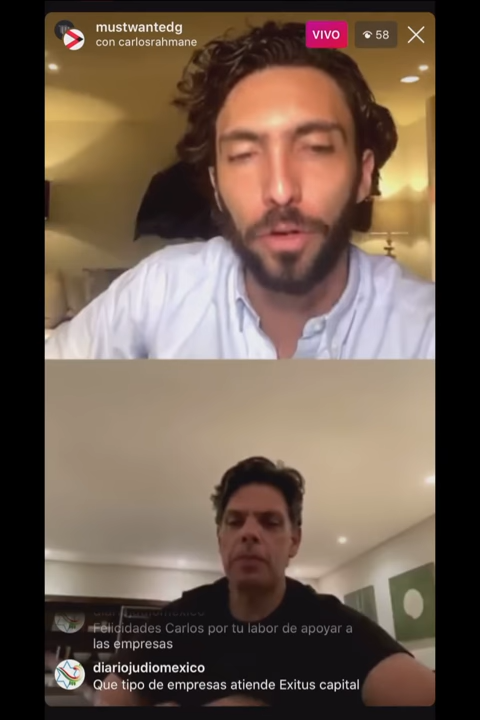 mustwantedg
con carlosrahmane
VIVO
58
diariojudiomexico
Felicidades Carlos por tu labor de apoyar a
las empresas
diariojudiomexico
Que tipo de empresas atiende Exitus capital